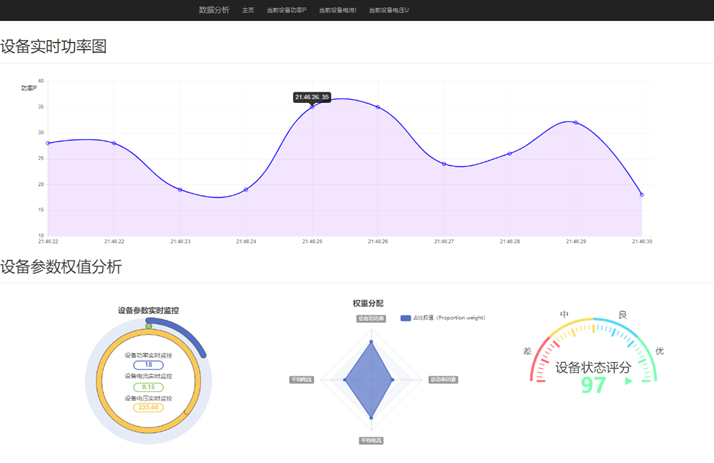 数据分析 主页 当前设备功率P 当前设备电流I 当前设备电压U
设备实时功率图
功率P
40
35
30
25
20
15
10
21:46:26: 35
21:46:22 21:46:22 21:46:23 21:46:24 21:46:25 21:46:26 21:46:27 21:46:28 21:46:29 21:46:30
设备参数权值分析
设备参数实时监控
设备功率实时监控
18
设备电流实时监控
0.15
设备电压实时监控
235.68
权重分配
占比权值（Proportion weight）
总有功功率
平均电压
总功率因素
平均电流
差 中 良 优
设备状态评分
97